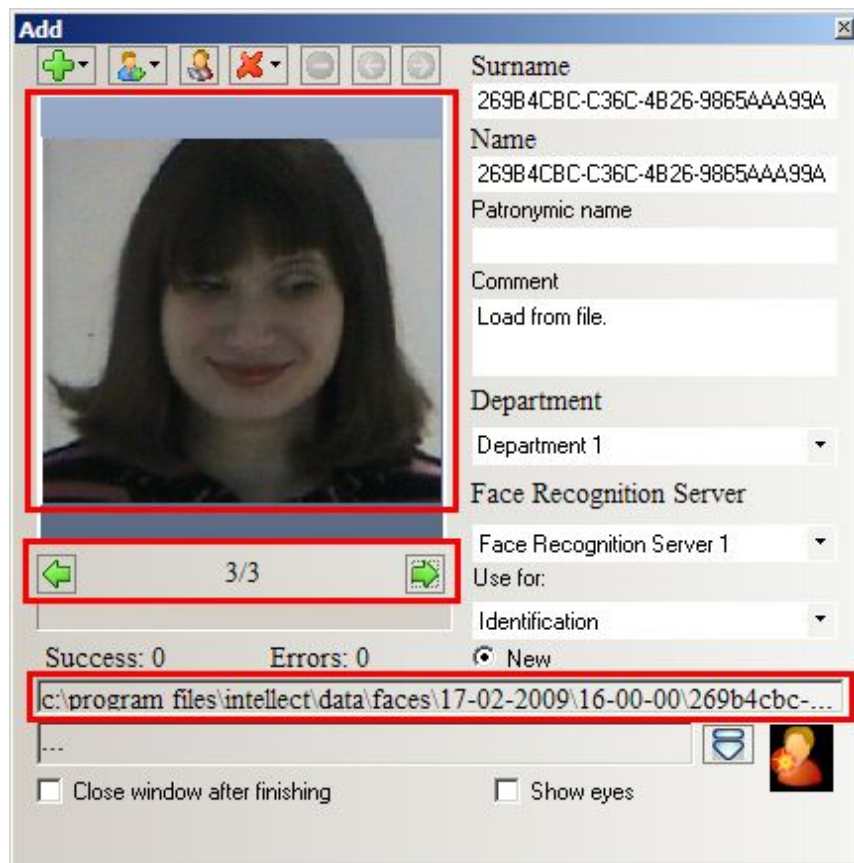 Add
Surname
269B4CBC-C36C-4B26-9865AAA99A
Name
269B4CBC-C36C-4B26-9865AAA99A
Patronymic name
Comment
Load from file.
Department
Department 1
Face Recognition Server
Face Recognition Server 1
3/3
Use for:
Identification
Success: 0 Errors: 0
New
c:\program files\intellect\data\faces\17-02-2009\16-00-00\269b4cbc-...
...
Close window after finishing
Show eyes